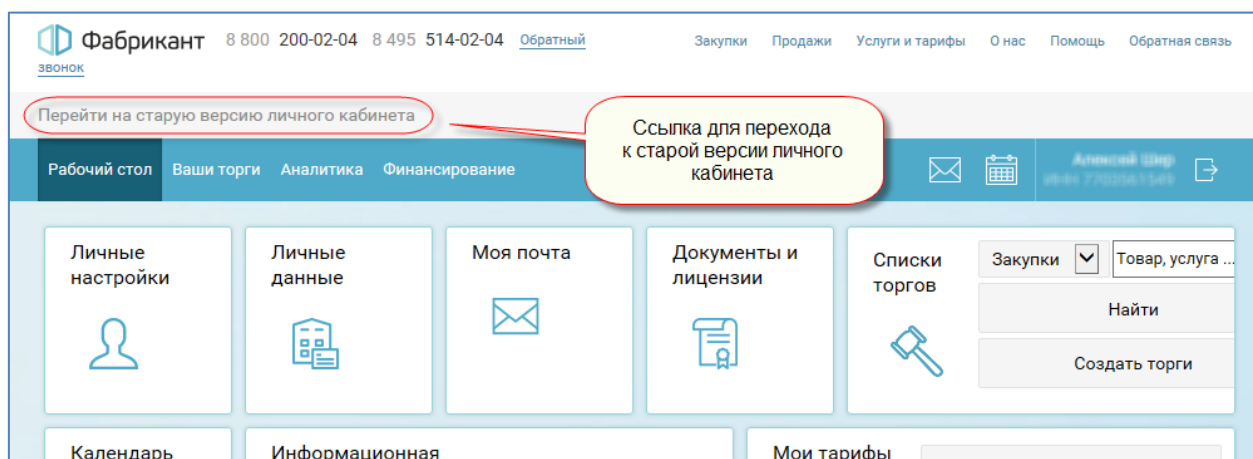 Фабрикант 8 800 200-02-04 8 495 514-02-04 Обратный
звонок
Закупки Продажи Услуги и тарифы О нас Помощь Обратная связь
Перейти на старую версию личного кабинета
Ссылка для перехода
к старой версии личного
кабинета
Рабочий стол Ваши торги Аналитика Финансирование
Личные
настройки
Личные
данные
Моя почта
Документы и
лицензии
Списки
торгов
Закупки Товар, услуга ...
Найти
Создать торги
Календарь
Информационная
Мои тарифы